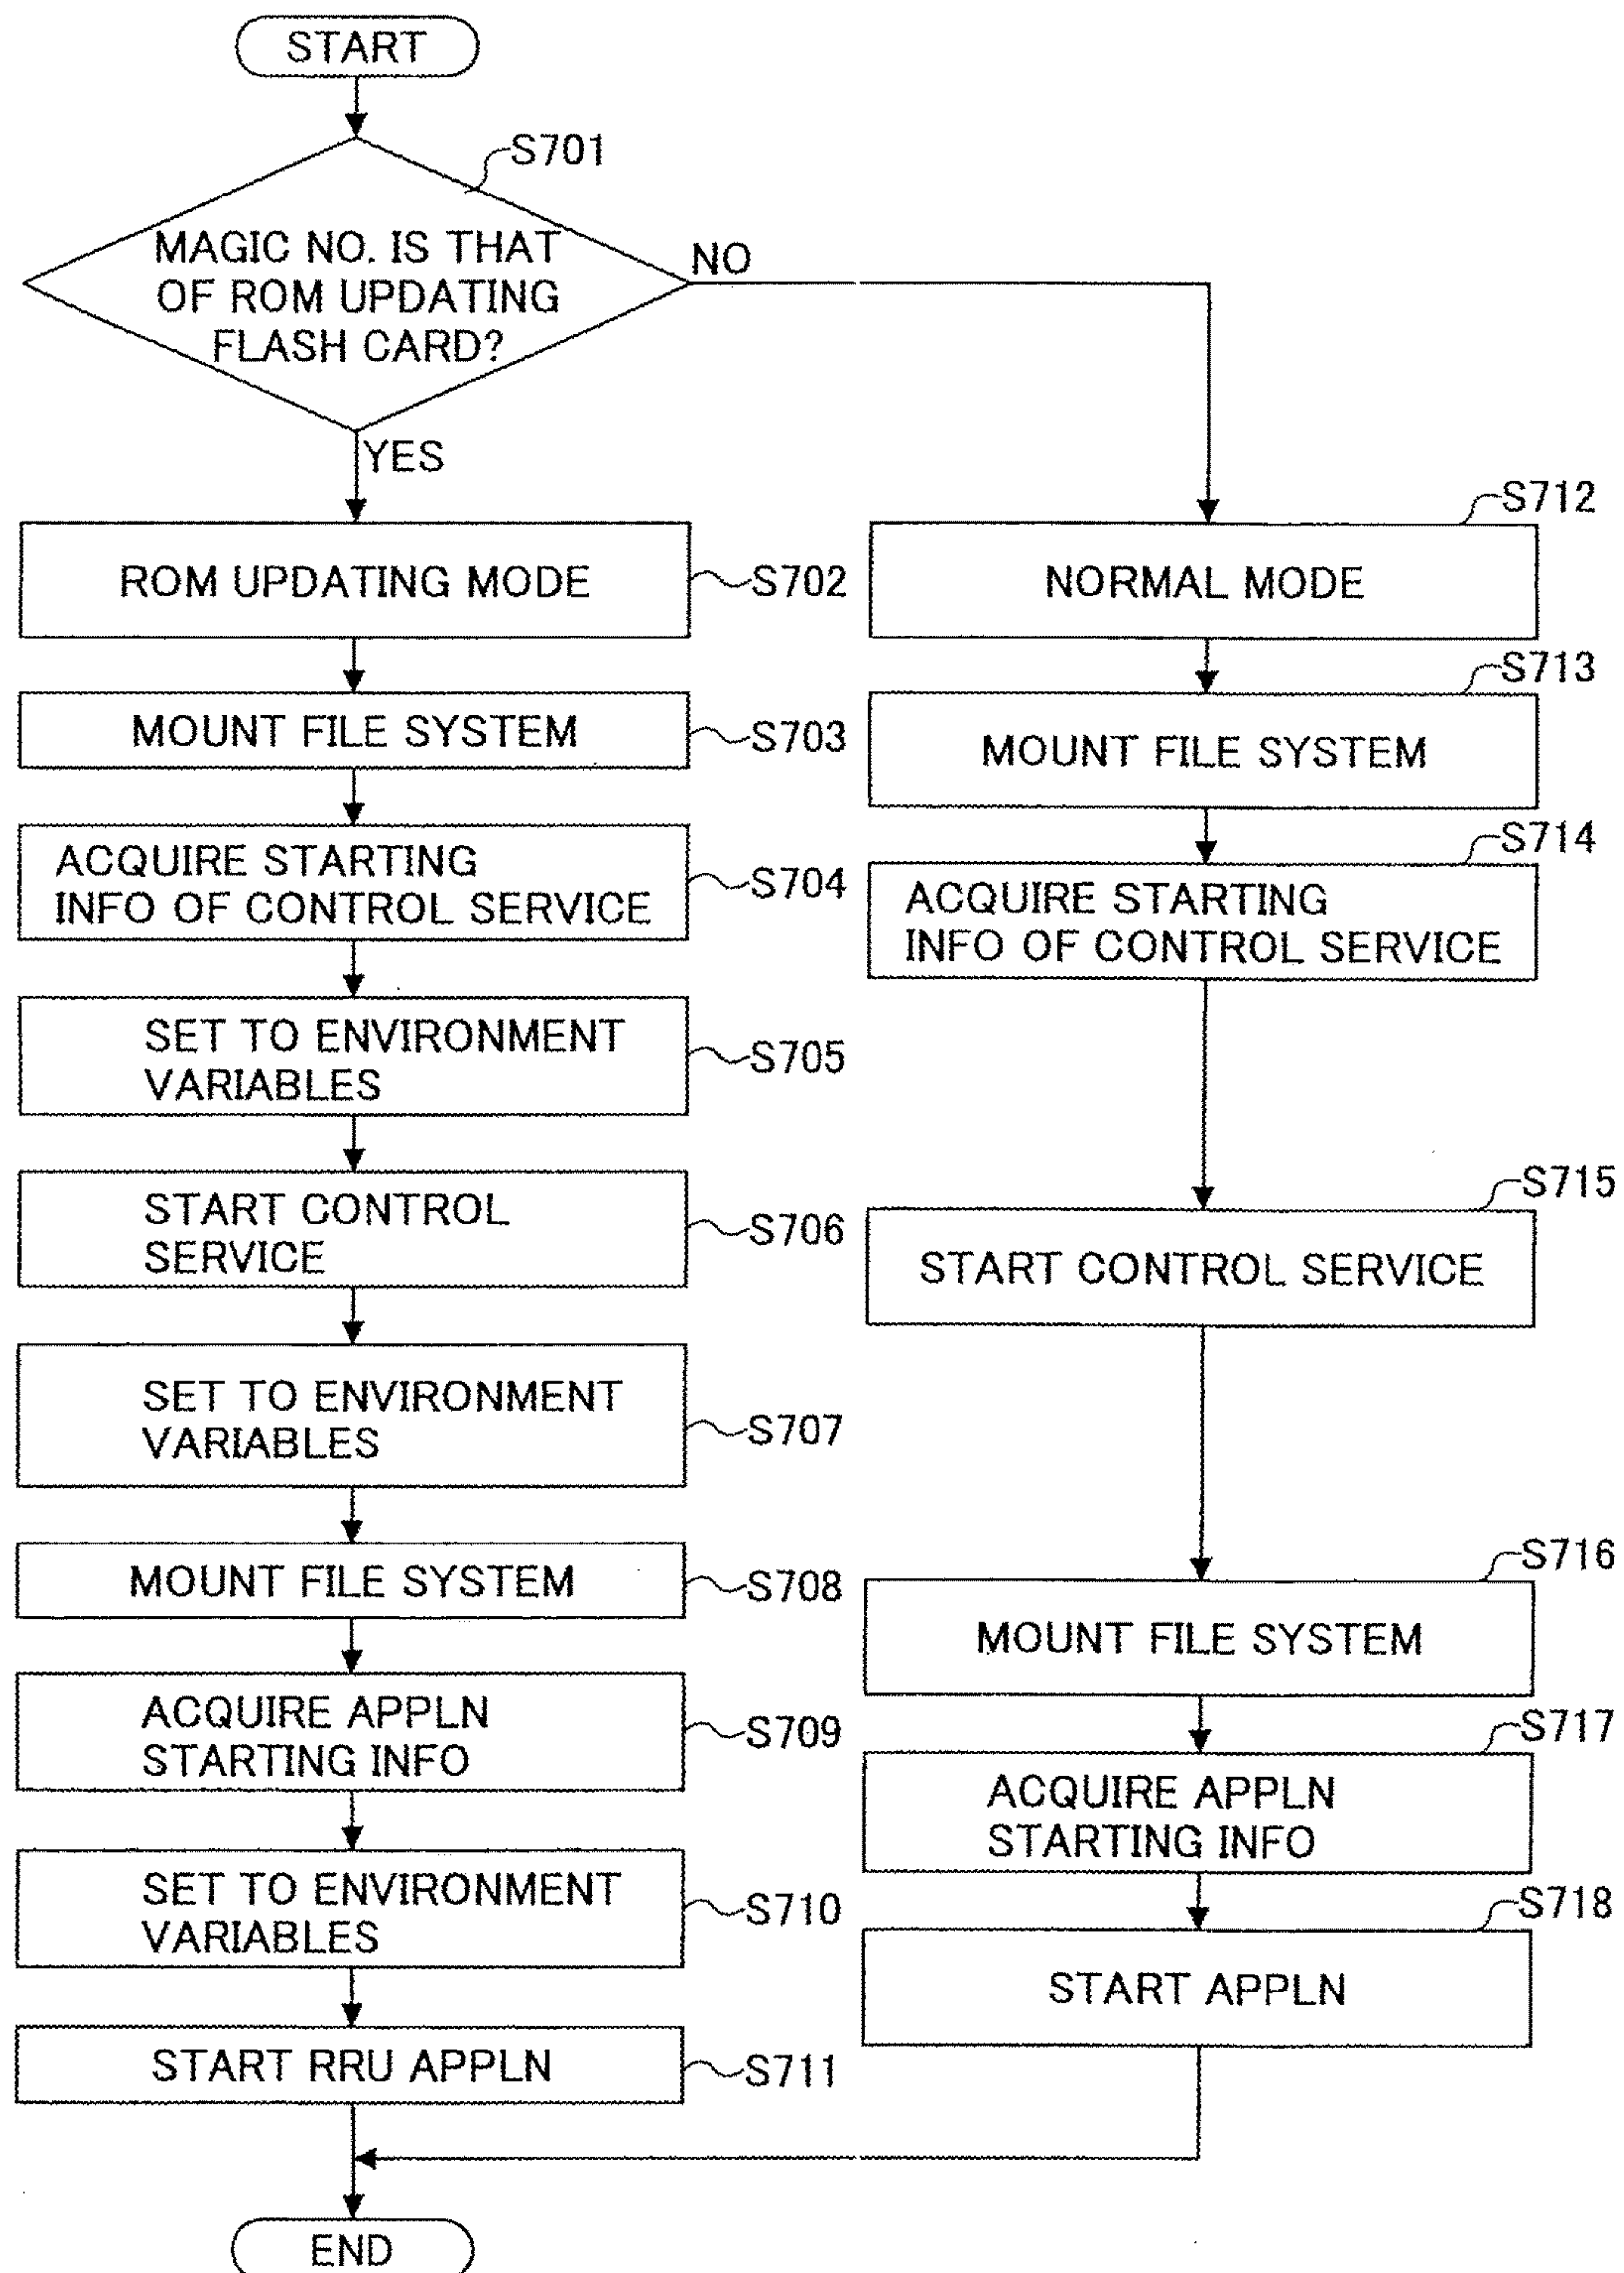 START
S701
MAGIC NO. IS THAT
OF ROM UPDATING
FLASH CARD?
NO
YES
ROM UPDATING MODE
S702
MOUNT FILE SYSTEM
S703
ACQUIRE STARTING
INFO OF CONTROL SERVICE
S704
SET TO ENVIRONMENT
VARIABLES
S705
START CONTROL
SERVICE
S706
SET TO ENVIRONMENT
VARIABLES
S707
MOUNT FILE SYSTEM
S708
ACQUIRE APPLN
STARTING INFO
S709
SET TO ENVIRONMENT
VARIABLES
S710
START RRU APPLN
S711
S712
NORMAL MODE
S713
MOUNT FILE SYSTEM
S714
ACQUIRE STARTING
INFO OF CONTROL SERVICE
S715
START CONTROL SERVICE
S716
MOUNT FILE SYSTEM
S717
ACQUIRE APPLN
STARTING INFO
S718
START APPLN
END